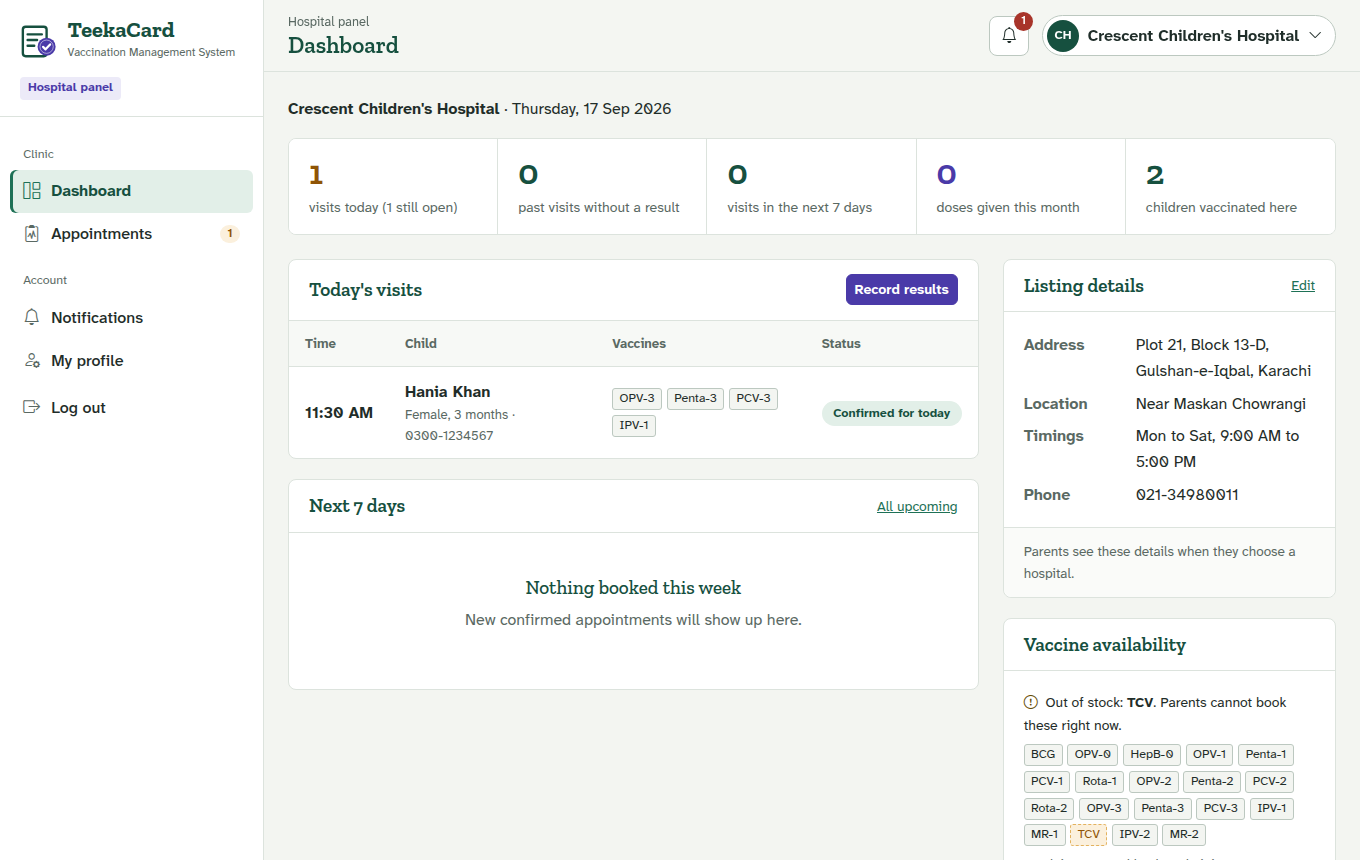 TeekaCard
Vaccination Management System
Hospital panel
Clinic
Dashboard
Appointments 1
Account
Notifications
My profile
Log out
Hospital panel
Dashboard
1
CH Crescent Children's Hospital
Crescent Children's Hospital · Thursday, 17 Sep 2026
1
visits today (1 still open)
0
past visits without a result
0
visits in the next 7 days
0
doses given this month
2
children vaccinated here
Today's visits
Record results
Time Child Vaccines Status
11:30 AM
Hania Khan
Female, 3 months ·
0300-1234567
OPV-3 Penta-3 PCV-3
IPV-1
Confirmed for today
Next 7 days
All upcoming
Nothing booked this week
New confirmed appointments will show up here.
Listing details
Edit
Address Plot 21, Block 13-D,
Gulshan-e-Iqbal, Karachi
Location Near Maskan Chowrangi
Timings Mon to Sat, 9:00 AM to
5:00 PM
Phone 021-34980011
Parents see these details when they choose a
hospital.
Vaccine availability
Out of stock: TCV. Parents cannot book
these right now.
BCG OPV-0 HepB-0 OPV-1 Penta-1
PCV-1 Rota-1 OPV-2 Penta-2 PCV-2
Rota-2 OPV-3 Penta-3 PCV-3 IPV-1
MR-1 TCV IPV-2 MR-2